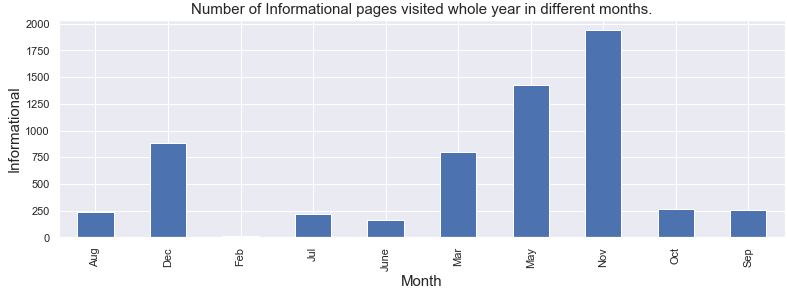 Number of Informational pages visited whole year in different months.
Informational
2000
1750
1500
1250
1000
750
500
250
0
Aug
Dec
Feb
Jul
June
Mar
May
Nov
Oct
Sep
Month